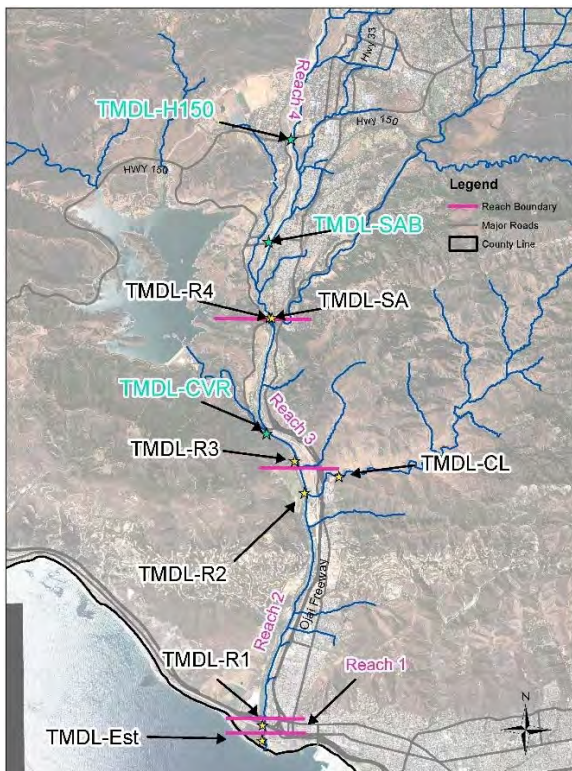 Hwy 33
Reach 4
TMDL-H150
Hwy 150
HWY 150
Legend
Reach Boundary
Major Roads
County Line
TMDL-SAB
TMDL-R4
TMDL-SA
TMDL-CVR
Reach 3
TMDL-R3
TMDL-CL
TMDL-R2
Ojai Freeway
Reach 2
TMDL-R1
Reach 1
TMDL-Est
N